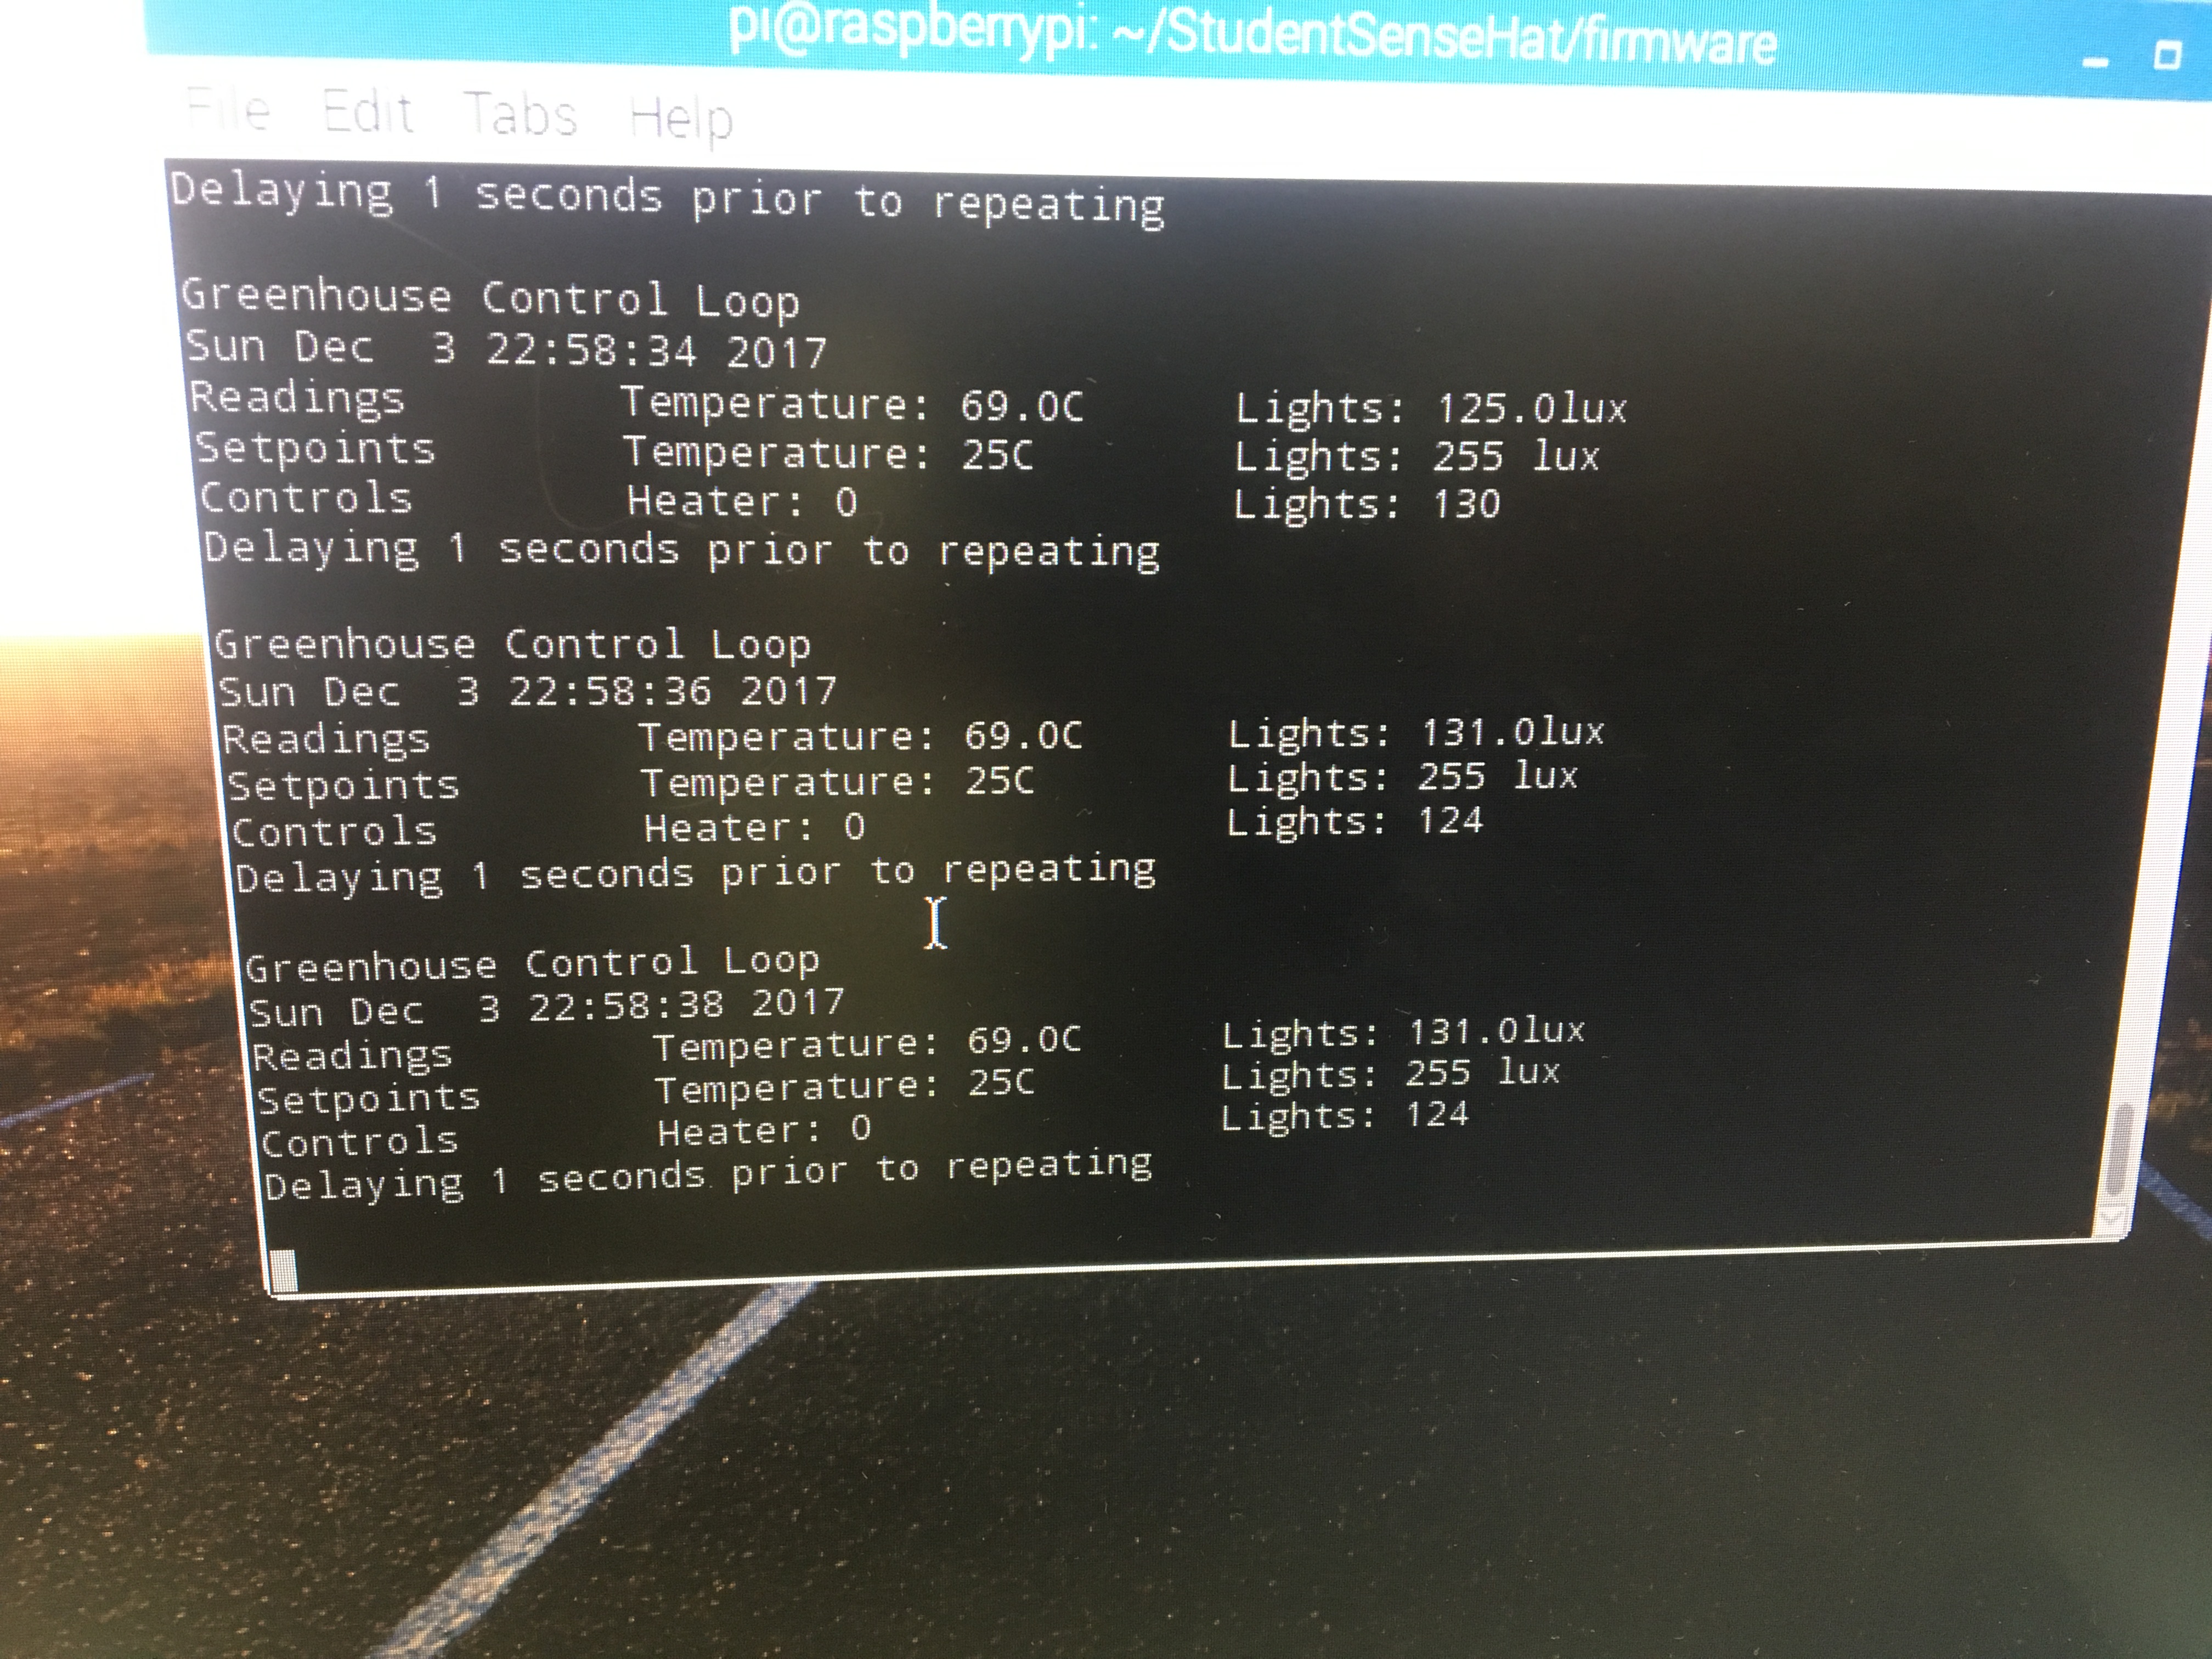 pi@raspberrypi: ~/StudentSenseHat/firmware
File Edit Tabs Help
Delaying 1 seconds prior to repeating
Greenhouse Control Loop
Sun Dec  3 22:58:34 2017
Readings Temperature: 69.0C Lights: 125.0lux
Setpoints Temperature: 25C Lights: 255 lux
Controls Heater: 0 Lights: 130
Delaying 1 seconds prior to repeating
Greenhouse Control Loop
Sun Dec  3 22:58:36 2017
Readings Temperature: 69.0C Lights: 131.0lux
Setpoints Temperature: 25C Lights: 255 lux
Controls Heater: 0 Lights: 124
Delaying 1 seconds prior to repeating
Greenhouse Control Loop
Sun Dec  3 22:58:38 2017
Readings Temperature: 69.0C Lights: 131.0lux
Setpoints Temperature: 25C Lights: 255 lux
Controls Heater: 0 Lights: 124
Delaying 1 seconds prior to repeating